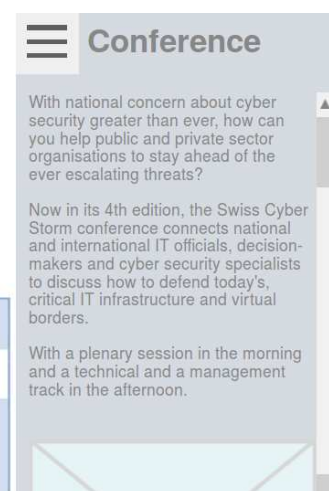 Conference
With national concern about cyber
security greater than ever, how can
you help public and private sector
organisations to stay ahead of the
ever escalating threats?
Now in its 4th edition, the Swiss Cyber
Storm conference connects national
and international IT officials, decision-
makers and cyber security specialists
to discuss how to defend today's,
critical IT infrastructure and virtual
borders.
With a plenary session in the morning
and a technical and a management
track in the afternoon.